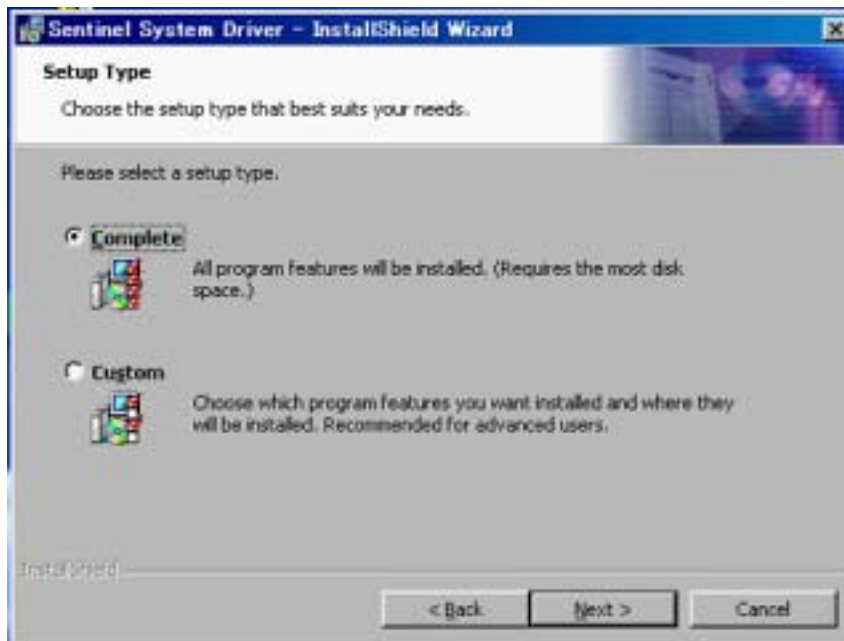 Sentinel System Driver - InstallShield Wizard
Setup Type
Choose the setup type that best suits your needs.
Please select a setup type.
Complete
All program features will be installed. (Requires the most disk
space.)
Custom
Choose which program features you want installed and where they
will be installed. Recommended for advanced users.
InstallShield
< Back
Next >
Cancel